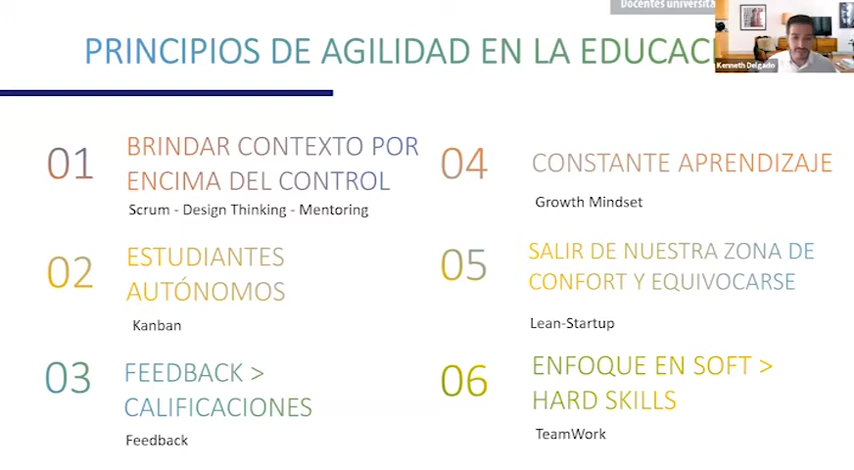 Docentes
PRINCIPIOS DE AGILIDAD EN LA
Kenneth Delgado
01
BRINDAR CONTEXTO POR
ENCIMA DEL CONTROL
Scrum - Design Thinking - Mentoring
02
ESTUDIANTES
AUTÓNOMOS
Kanban
03
FEEDBACK >
CALIFICACIONES
Feedback
04
CONSTANTE APRENDIZAJE
Growth Mindset
05
SALIR DE NUESTRA ZONA DE
CONFORT Y EQUIVOCARSE
Lean-Startup
06
ENFOQUE EN SOFT >
HARD SKILLS
TeamWork